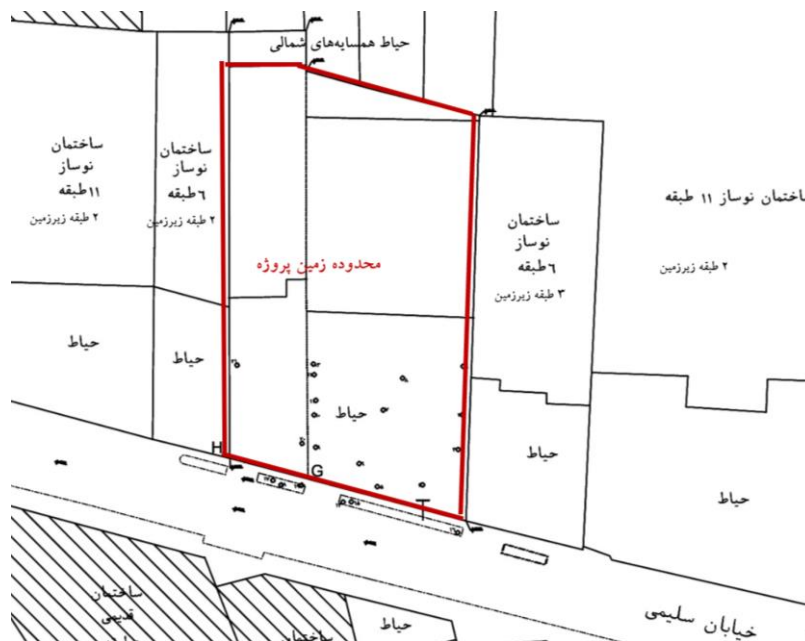 حیاط همسایه‌های شمالی
ساختمان
نوساز
۱۱ طبقه
۲ طبقه زیرزمین
ساختمان
نوساز
۶ طبقه
۲ طبقه زیرزمین
محدوده زمین پروژه
ساختمان
نوساز
۶ طبقه
۳ طبقه زیرزمین
ساختمان نوساز ۱۱ طبقه
۲ طبقه زیرزمین
حیاط
حیاط
حیاط
حیاط
حیاط
H
G
T
خیابان سلیمی
ساختمان
قدیمی
ساختمان
حیاط